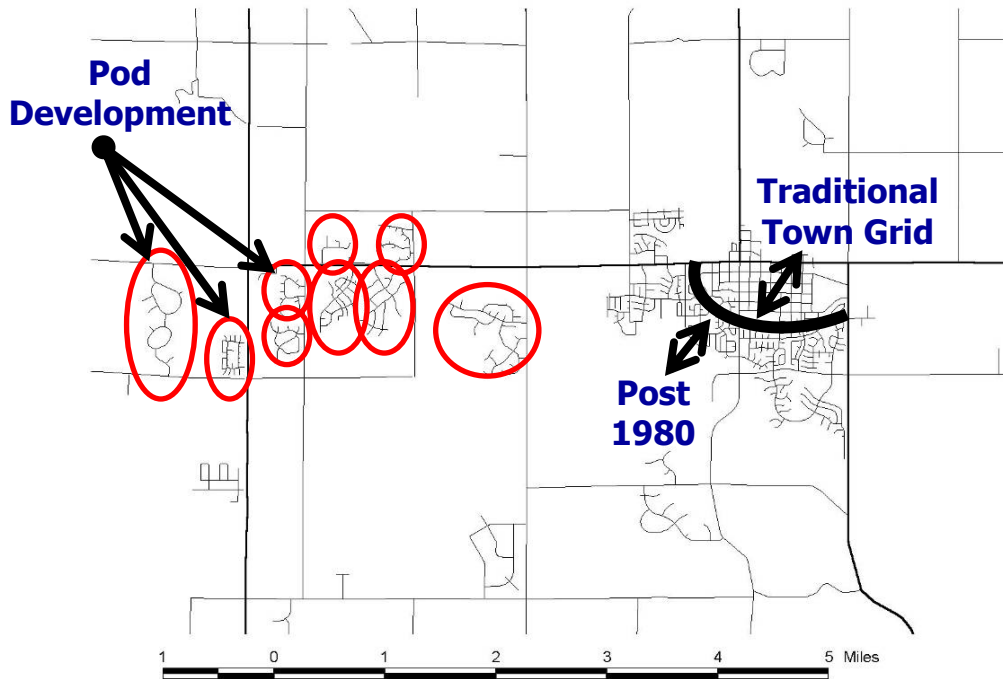 Pod
Development
Traditional
Town Grid
Post
1980
1 0 1 2 3 4 5 Miles